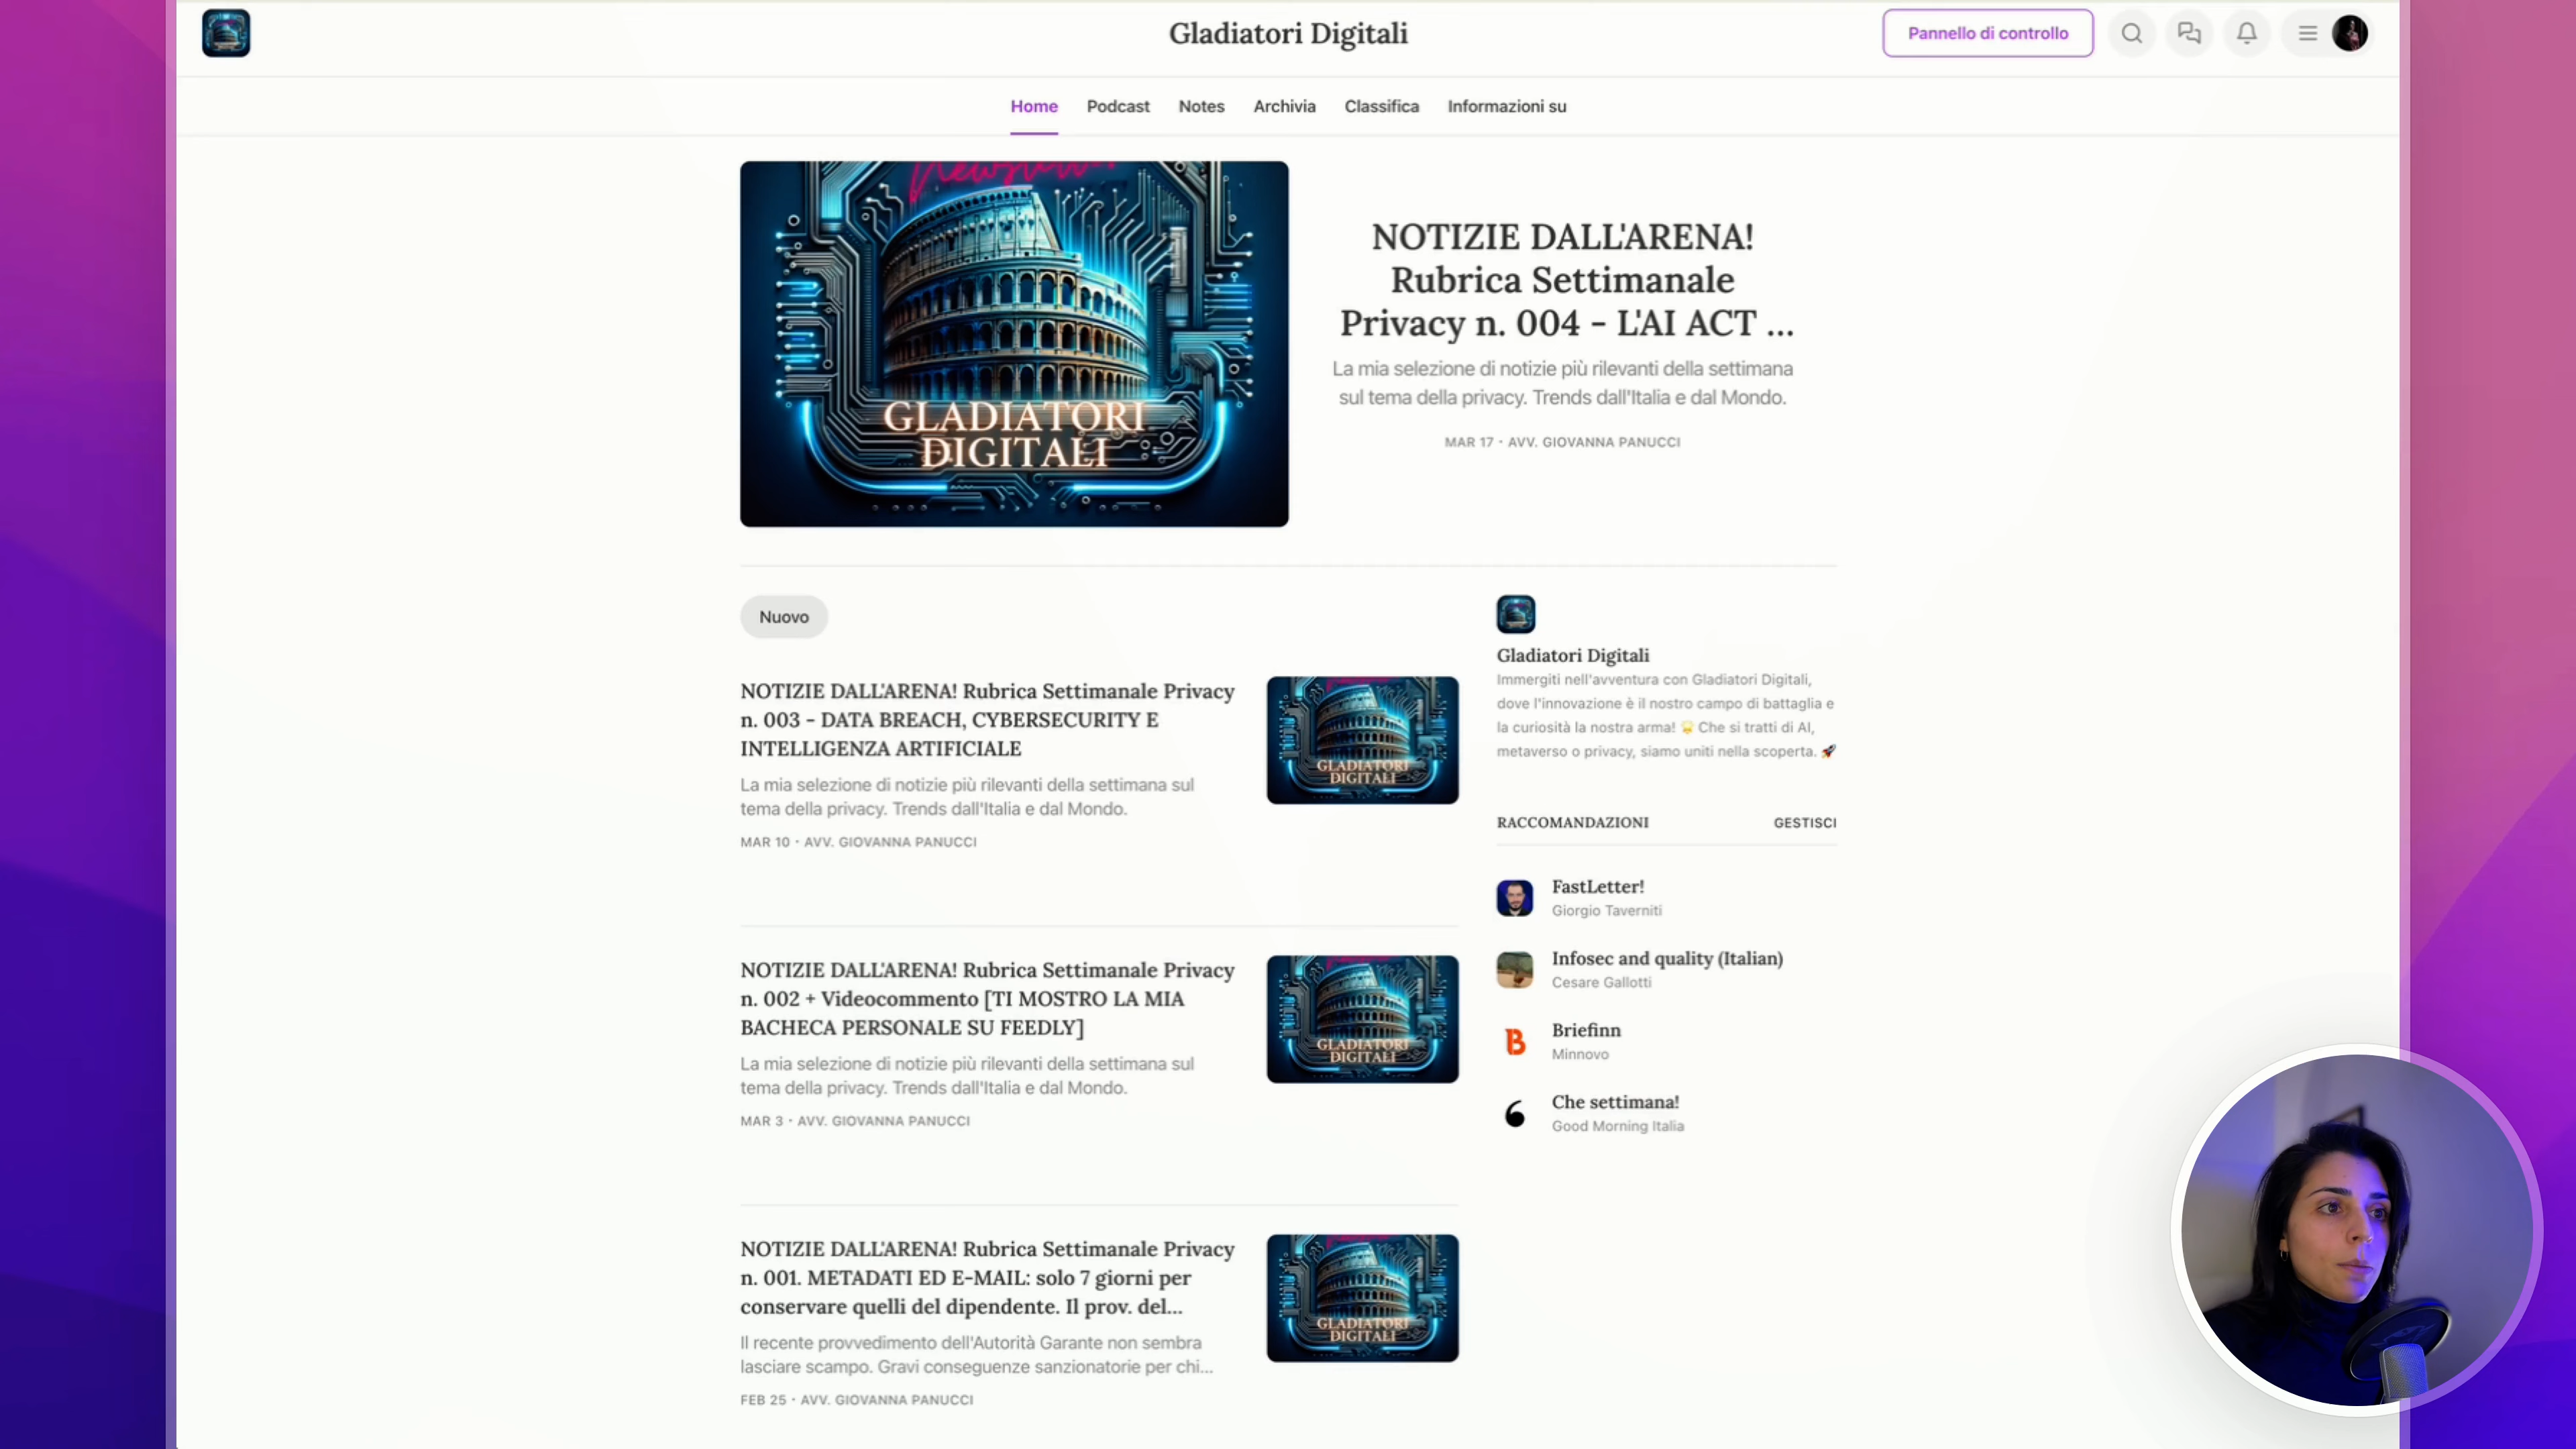 Gladiatori Digitali
Pannello di controllo
Home Podcast Notes Archivia Classifica Informazioni su
GLADIATORI
DIGITALI
NOTIZIE DALL'ARENA!
Rubrica Settimanale
Privacy n. 004 - L'AI ACT ...
La mia selezione di notizie più rilevanti della settimana
sul tema della privacy. Trends dall'Italia e dal Mondo.
MAR 17 • AVV. GIOVANNA PANUCCI
Nuovo
NOTIZIE DALL'ARENA! Rubrica Settimanale Privacy
n. 003 - DATA BREACH, CYBERSECURITY E
INTELLIGENZA ARTIFICIALE
La mia selezione di notizie più rilevanti della settimana sul
tema della privacy. Trends dall'Italia e dal Mondo.
MAR 10 • AVV. GIOVANNA PANUCCI
GLADIATORI
DIGITALI
NOTIZIE DALL'ARENA! Rubrica Settimanale Privacy
n. 002 + Videocommento [TI MOSTRO LA MIA
BACHECA PERSONALE SU FEEDLY]
La mia selezione di notizie più rilevanti della settimana sul
tema della privacy. Trends dall'Italia e dal Mondo.
MAR 3 • AVV. GIOVANNA PANUCCI
GLADIATORI
DIGITALI
NOTIZIE DALL'ARENA! Rubrica Settimanale Privacy
n. 001. METADATI ED E-MAIL: solo 7 giorni per
conservare quelli del dipendente. Il prov. del...
Il recente provvedimento dell'Autorità Garante non sembra
lasciare scampo. Gravi conseguenze sanzionatorie per chi...
FEB 25 • AVV. GIOVANNA PANUCCI
GLADIATORI
DIGITALI
Gladiatori Digitali
Immergiti nell'avventura con Gladiatori Digitali,
dove l'innovazione è il nostro campo di battaglia e
la curiosità la nostra arma! 🌟 Che si tratti di AI,
metaverso o privacy, siamo uniti nella scoperta. 🚀
RACCOMANDAZIONI GESTISCI
FastLetter!
Giorgio Taverniti
Infosec and quality (Italian)
Cesare Gallotti
B
Briefinn
Minnovo
Che settimana!
Good Morning Italia